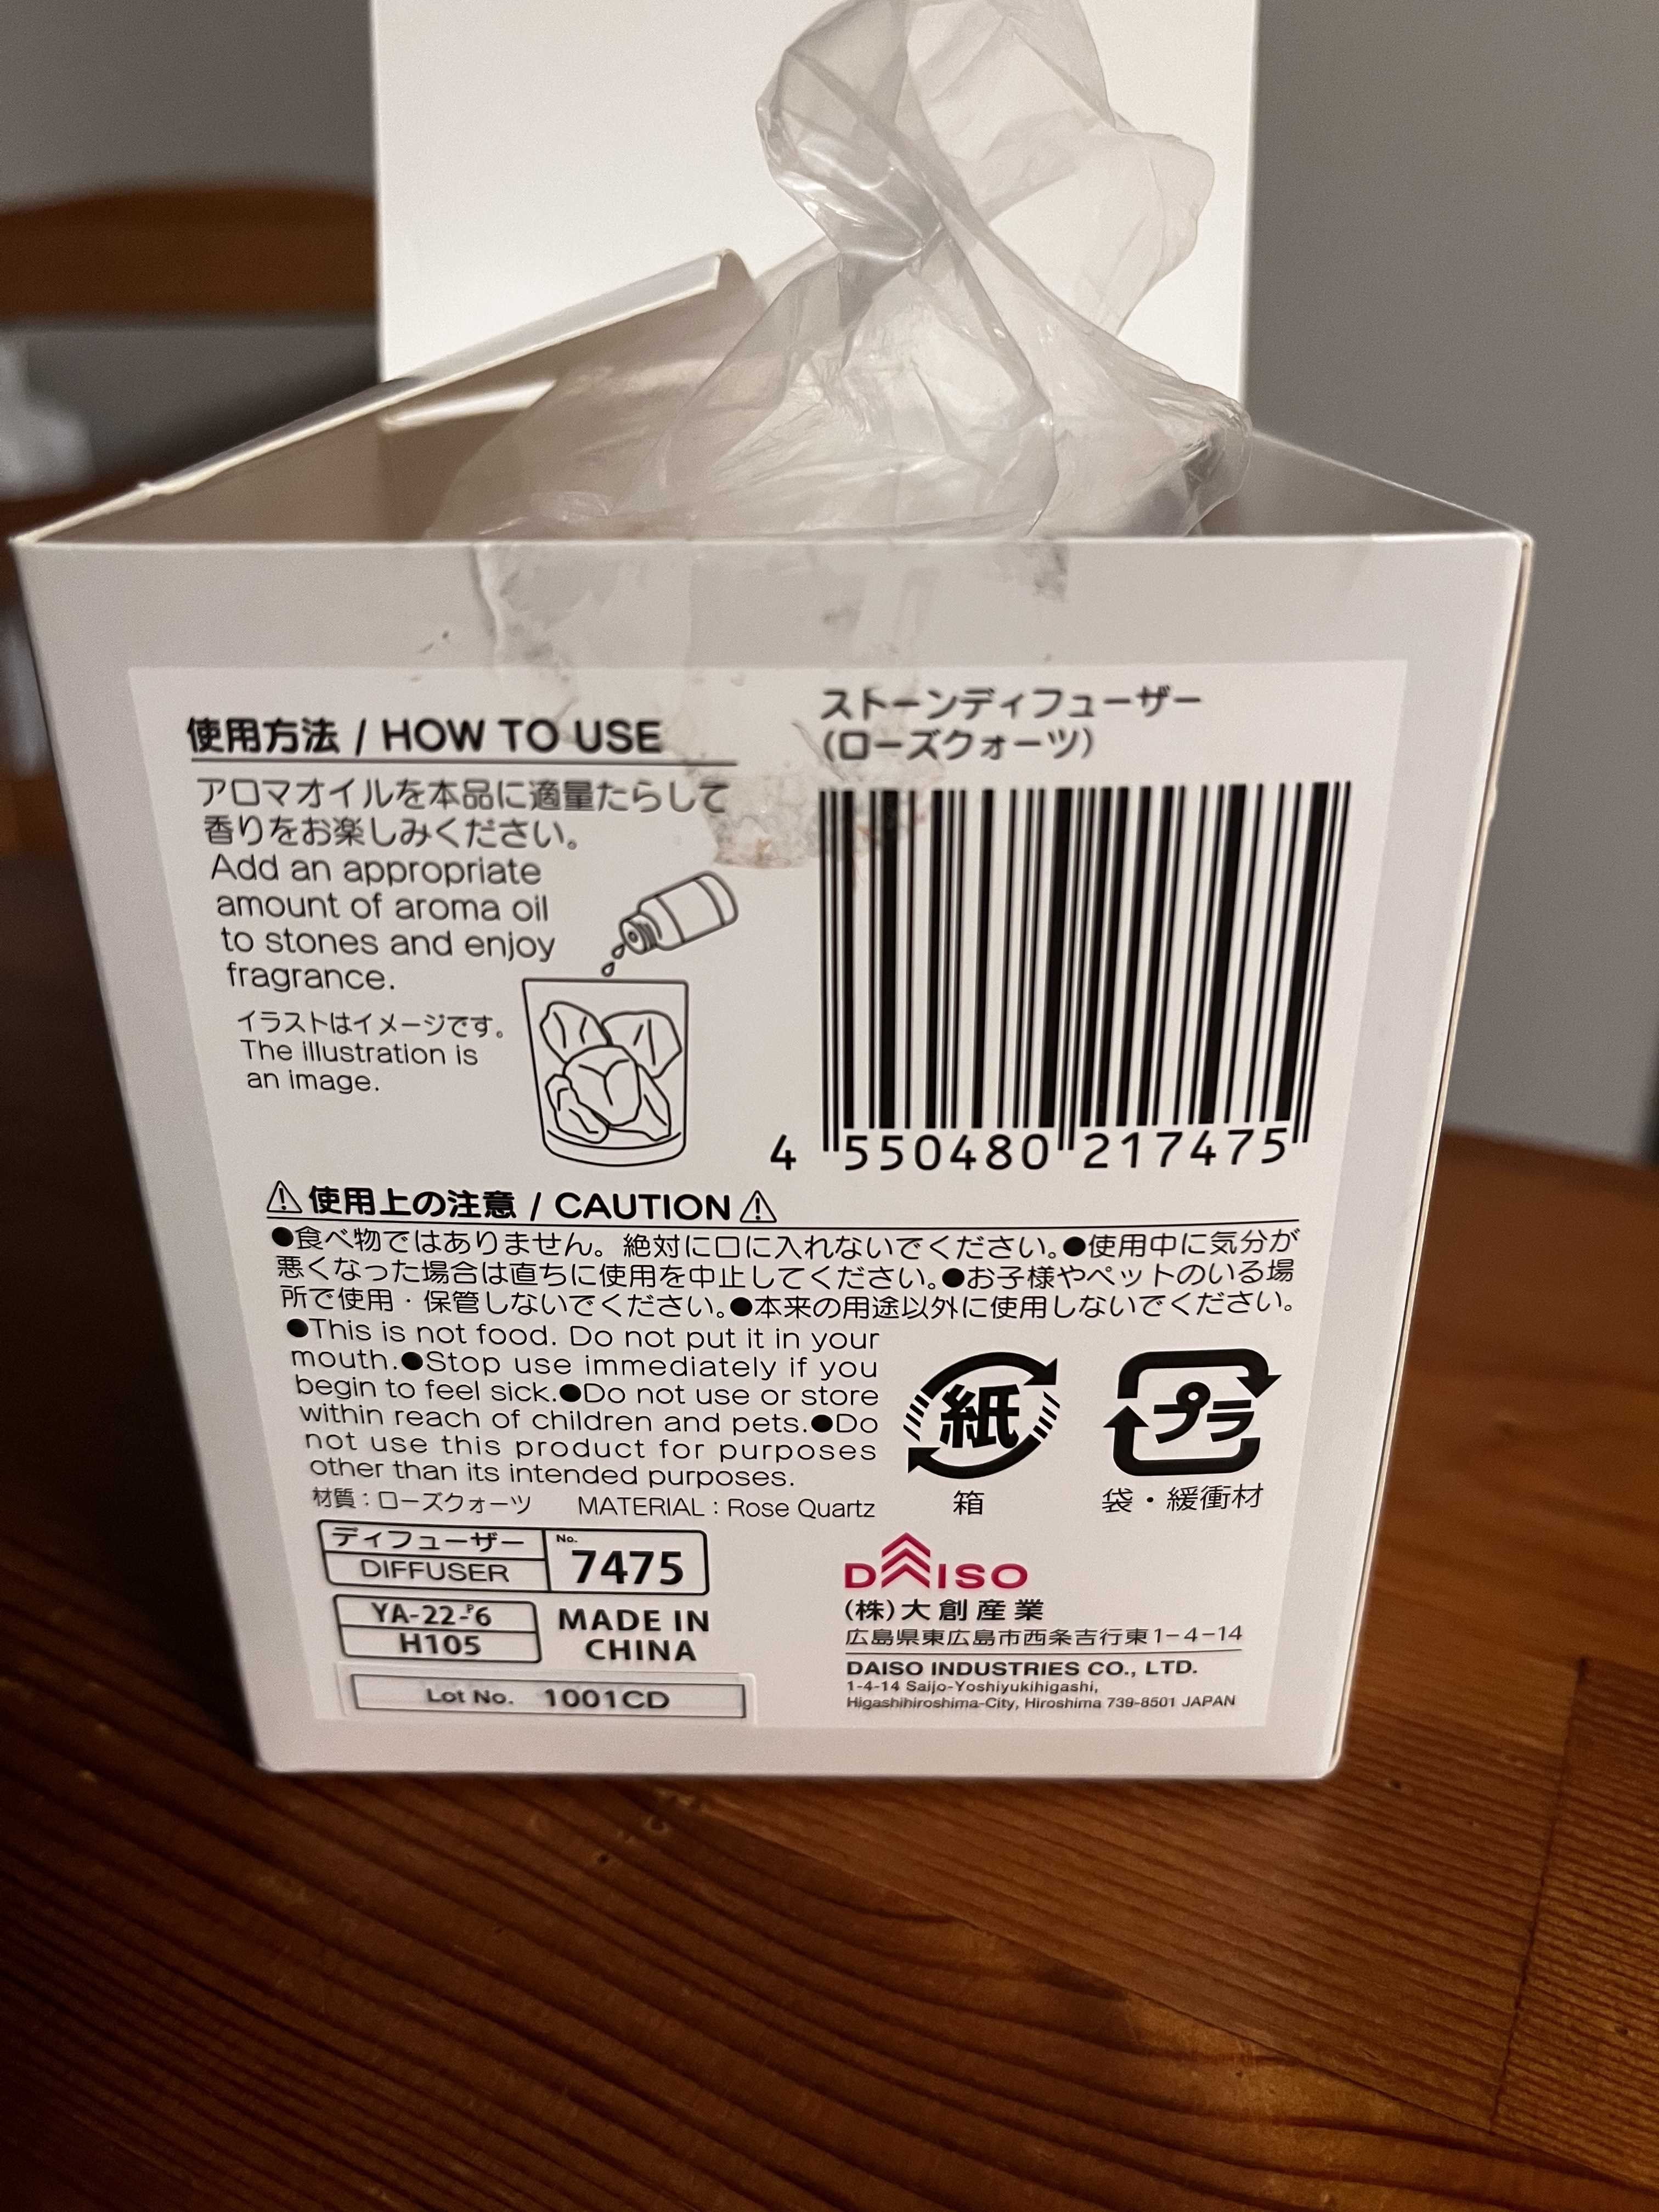 使用方法 / HOW TO USE
アロマオイルを本品に適量たらして
香りをお楽しみください。
Add an appropriate
amount of aroma oil
to stones and enjoy
fragrance.
イラストはイメージです。
The illustration is
an image.
ストーンディフューザー
(ローズクォーツ)
4 550480 217475
⚠使用上の注意 / CAUTION⚠
●食べ物ではありません。絶対に口に入れないでください。●使用中に気分が
悪くなった場合は直ちに使用を中止してください。●お子様やペットのいる場
所で使用・保管しないでください。●本来の用途以外に使用しないでください。
●This is not food. Do not put it in your
mouth.●Stop use immediately if you
begin to feel sick.●Do not use or store
within reach of children and pets.●Do
not use this product for purposes
other than its intended purposes.
紙
箱
プラ
袋・緩衝材
材質：ローズクォーツ MATERIAL：Rose Quartz
ディフューザー
DIFFUSER
No.
7475
YA-22-P6
H105
MADE IN
CHINA
Lot No. 1001CD
DAISO
(株)大創産業
広島県東広島市西条吉行東1-4-14
DAISO INDUSTRIES CO., LTD.
1-4-14 Saijo-Yoshiyukihigashi,
Higashihiroshima-City, Hiroshima 739-8501 JAPAN